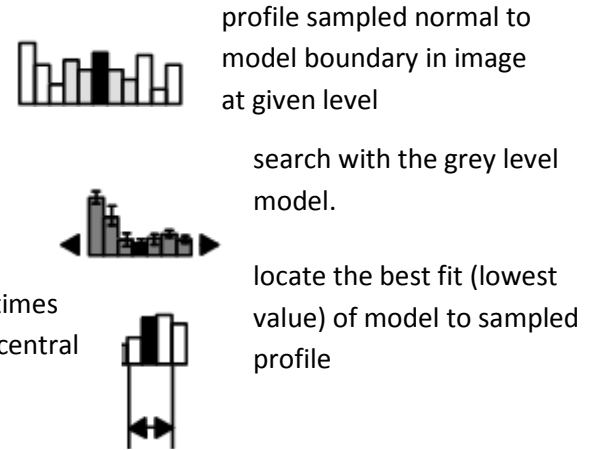 profile sampled normal to
model boundary in image
at given level
search with the grey level
model.
locate the best fit (lowest
value) of model to sampled
profile
times
central